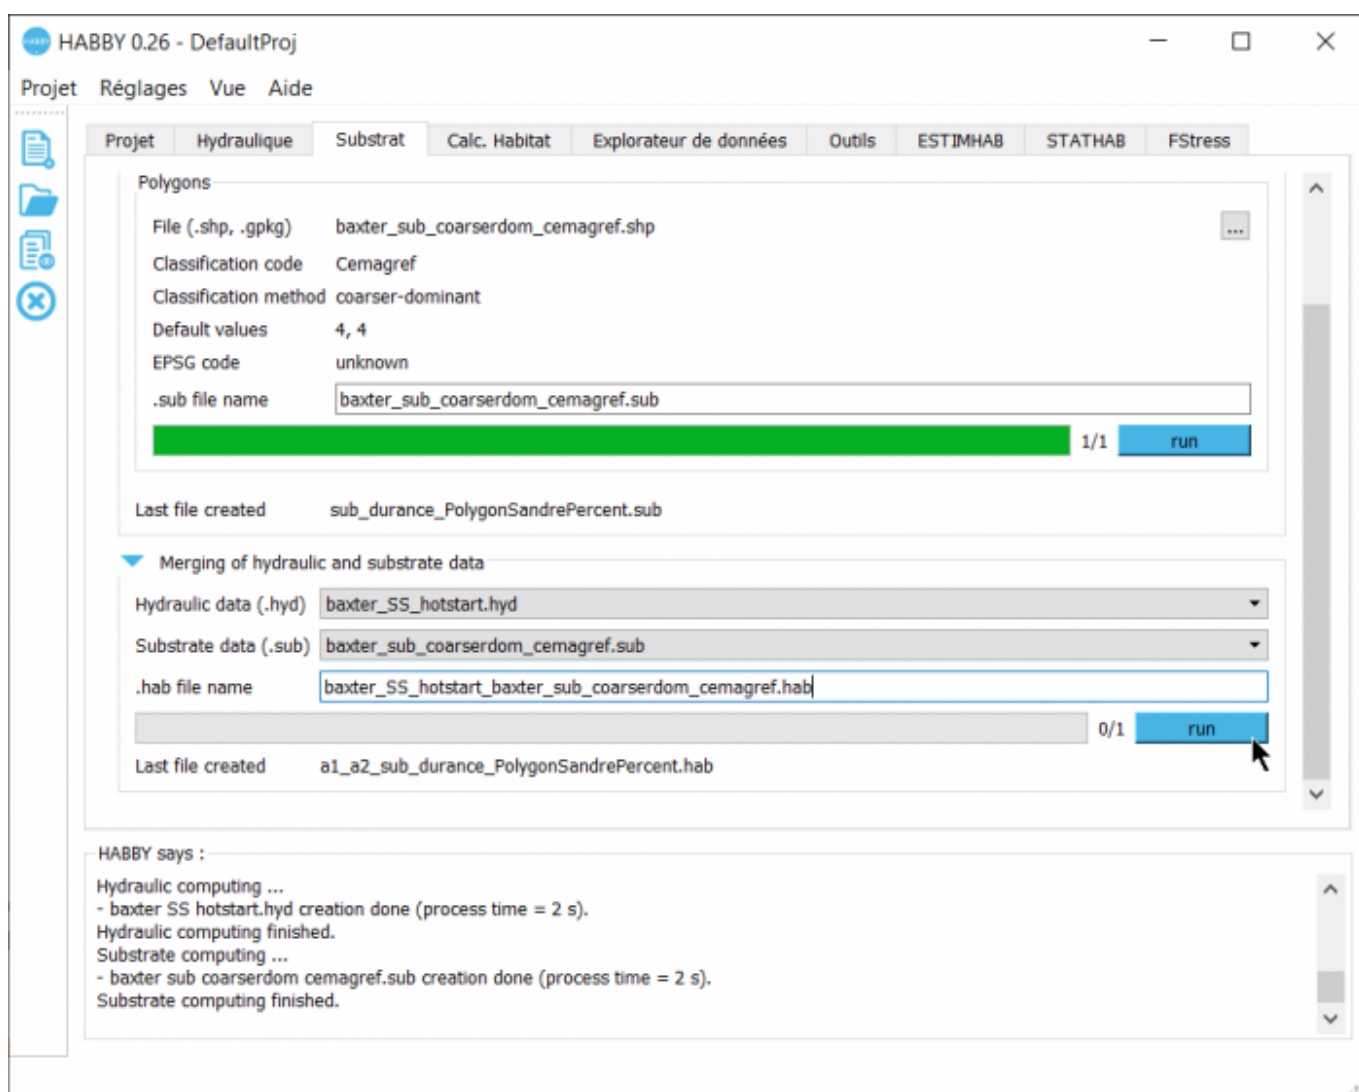 HABBY 0.26 - DefaultProj
Projet Réglages Vue Aide
Projet Hydraulique Substrat Calc. Habitat Explorateur de données Outils ESTIMHAB STATHAB FStress
Polygons
File (.shp, .gpkg) baxter_sub_coarserdom_cemagref.shp ...
Classification code Cemagref
Classification method coarser-dominant
Default values 4, 4
EPSG code unknown
.sub file name baxter_sub_coarserdom_cemagref.sub
1/1 run
Last file created sub_durance_PolygonSandrePercent.sub
Merging of hydraulic and substrate data
Hydraulic data (.hyd) baxter_SS_hotstart.hyd
Substrate data (.sub) baxter_sub_coarserdom_cemagref.sub
.hab file name baxter_SS_hotstart_baxter_sub_coarserdom_cemagref.hab
0/1 run
Last file created a1_a2_sub_durance_PolygonSandrePercent.hab
HABBY says :
Hydraulic computing ...
- baxter SS hotstart.hyd creation done (process time = 2 s).
Hydraulic computing finished.
Substrate computing ...
- baxter sub coarserdom cemagref.sub creation done (process time = 2 s).
Substrate computing finished.